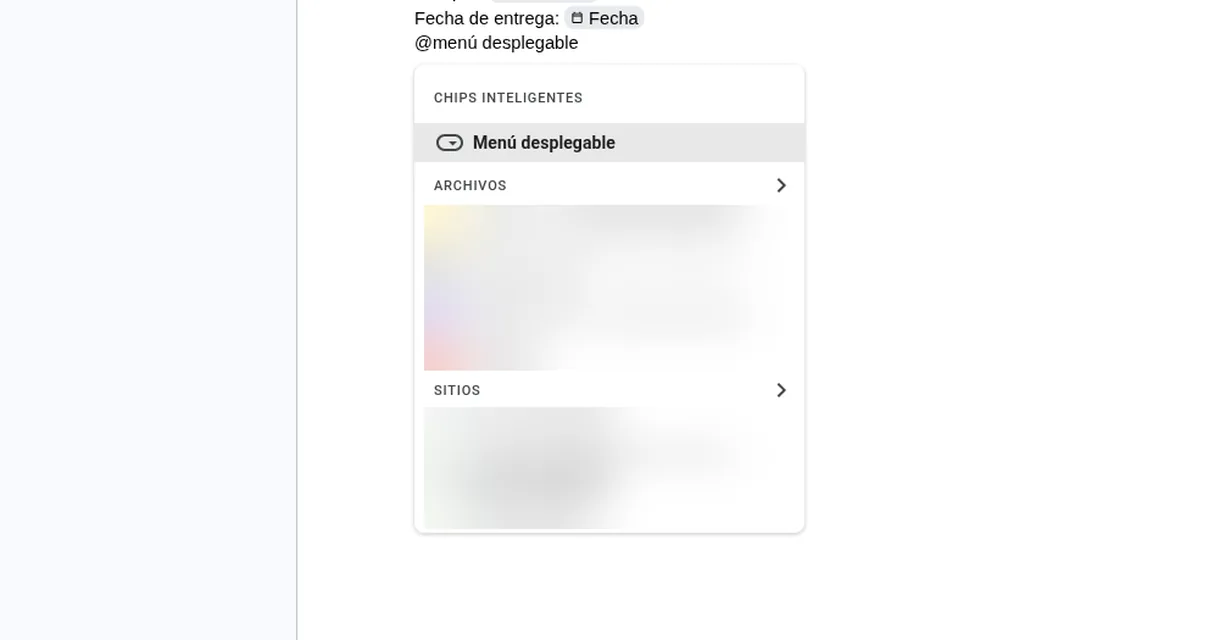 Fecha de entrega: Fecha
@menú desplegable
CHIPS INTELIGENTES
Menú desplegable
ARCHIVOS
SITIOS